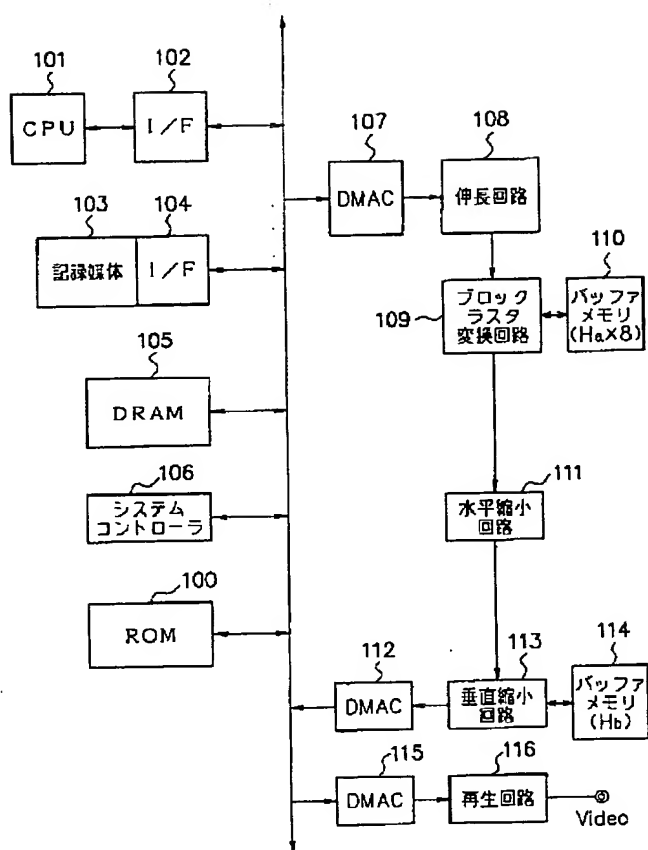 101
102
CPU
I/F
107
108
DMAC
伸長回路
103
104
記録媒体
I/F
110
109
ブロック
ラスタ
変換回路
バッファ
メモリ
(Ha×8)
105
DRAM
106
システム
コントローラ
111
水平縮小
回路
100
ROM
112
113
114
DMAC
垂直縮小
回路
バッファ
メモリ
(Hb)
115
116
DMAC
再生回路
Video